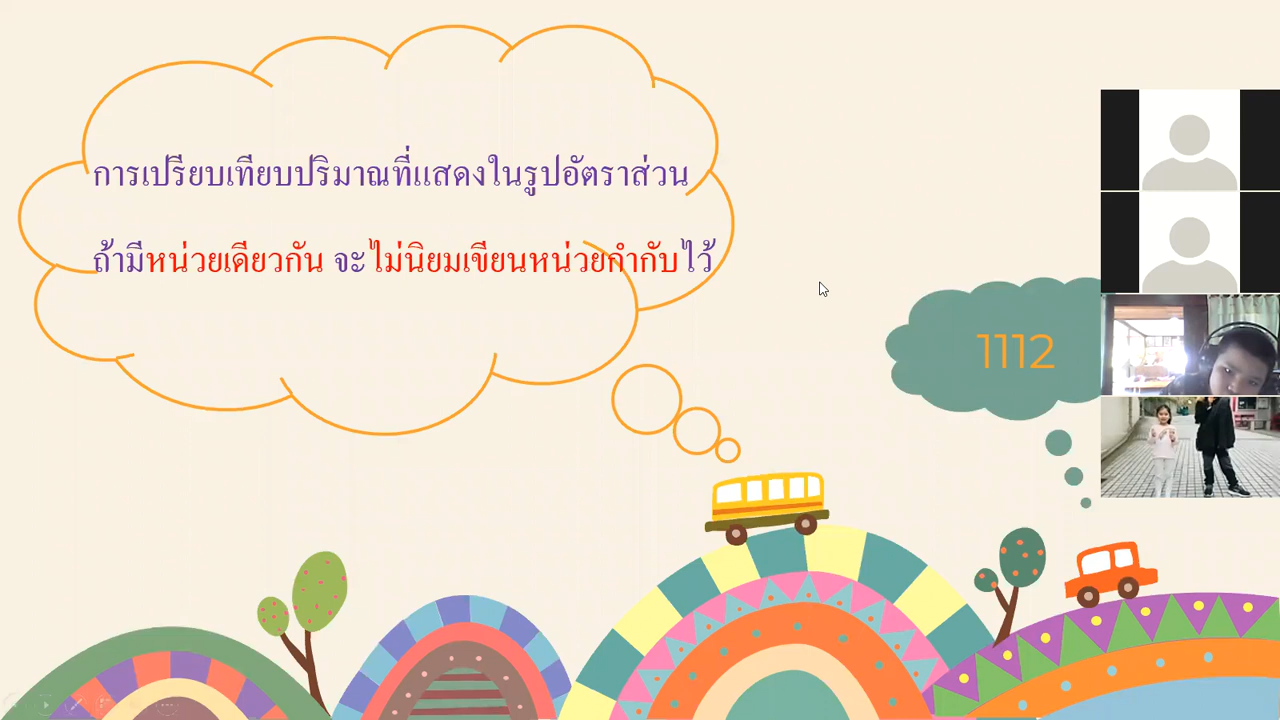 การเปรียบเทียบปริมาณที่แสดงในรูปอัตราส่วน
ถ้ามีหน่วยเดียวกัน จะไม่นิยมเขียนหน่วยกำกับไว้
1112